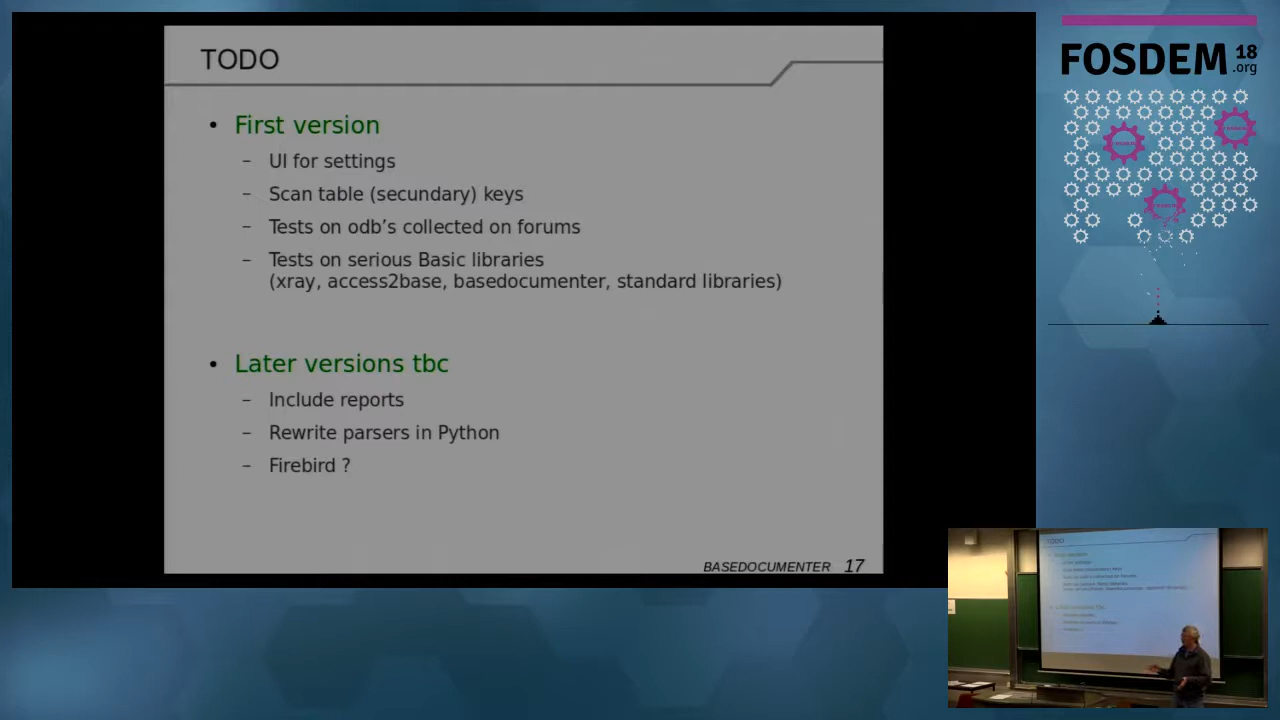 TODO
• First version
– UI for settings
– Scan table (secundary) keys
– Tests on odb's collected on forums
– Tests on serious Basic libraries
(xray, access2base, basedocumenter, standard libraries)
• Later versions tbc
– Include reports
– Rewrite parsers in Python
– Firebird ?
BASEDOCUMENTER 17
FOSDEM 18
.org